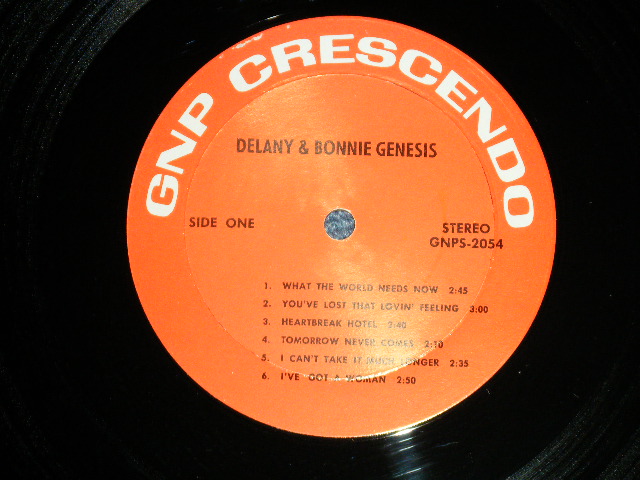 GNP CRESCENDO
DELANY & BONNIE GENESIS
SIDE ONE
STEREO
GNPS-2054
1. WHAT THE WORLD NEEDS NOW 2:45
2. YOU'VE LOST THAT LOVIN' FEELING 3:00
3. HEARTBREAK HOTEL 2:40
4. TOMORROW NEVER COMES 2:10
5. I CAN'T TAKE IT MUCH LONGER 2:35
6. I'VE GOT A WOMAN 2:50